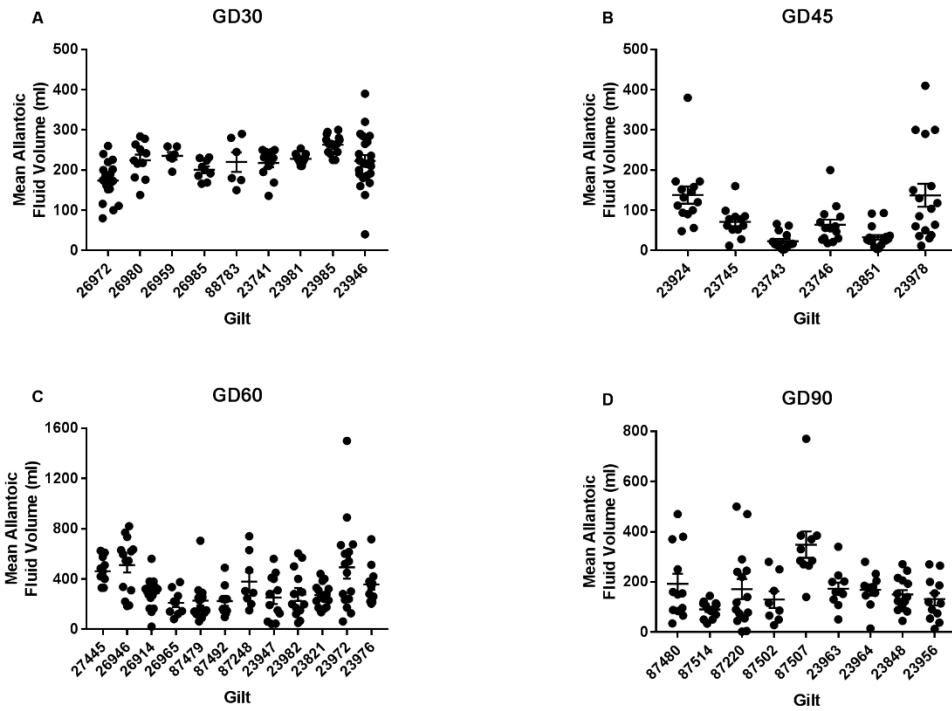 A
GD30
Mean Allantoic
Fluid Volume (ml)
500
400
300
200
100
0
26972
26980
26959
26985
88783
23741
23981
23985
23946
Gilt
B
GD45
Mean Allantoic
Fluid Volume (ml)
500
400
300
200
100
0
23924
23745
23743
23746
23851
23978
Gilt
C
GD60
Mean Allantoic
Fluid Volume (ml)
1600
1200
800
400
0
27445
26946
26914
26965
87479
87492
87248
23947
23982
23821
23972
23976
Gilt
D
GD90
Mean Allantoic
Fluid Volume (ml)
800
600
400
200
0
87480
87514
87220
87502
87507
23963
23964
23848
23956
Gilt